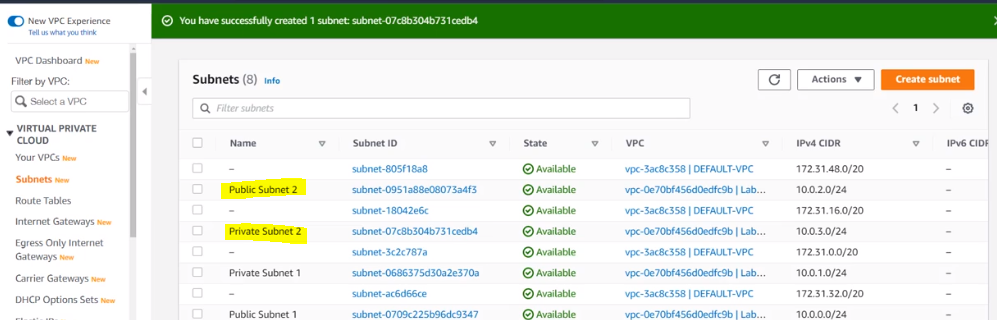 New VPC Experience
Tell us what you think
VPC Dashboard New
Filter by VPC:
Select a VPC
VIRTUAL PRIVATE
CLOUD
Your VPCs New
Subnets New
Route Tables
Internet Gateways New
Egress Only Internet
Gateways New
Carrier Gateways New
DHCP Options Sets New
You have successfully created 1 subnet: subnet-07c8b304b731cedb4
Subnets (8) Info
Actions
Create subnet
Filter subnets
1
Name Subnet ID State VPC IPv4 CIDR IPv6 CIDR
– subnet-805f18a8 Available vpc-3ac8c358 | DEFAULT-VPC 172.31.48.0/20 –
Public Subnet 2 subnet-0951a88e08073a4f3 Available vpc-0e70bf456d0edfc9b | Lab... 10.0.2.0/24 –
– subnet-18042e6c Available vpc-3ac8c358 | DEFAULT-VPC 172.31.16.0/20 –
Private Subnet 2 subnet-07c8b304b731cedb4 Available vpc-0e70bf456d0edfc9b | Lab... 10.0.3.0/24 –
– subnet-3c2c787a Available vpc-3ac8c358 | DEFAULT-VPC 172.31.0.0/20 –
Private Subnet 1 subnet-0686375d30a2e370a Available vpc-0e70bf456d0edfc9b | Lab... 10.0.1.0/24 –
– subnet-ac6d66ce Available vpc-3ac8c358 | DEFAULT-VPC 172.31.32.0/20 –
Public Subnet 1 subnet-0709c225b96dc9347 Available vpc-0e70bf456d0edfc9b | Lab... 10.0.0.0/24 –